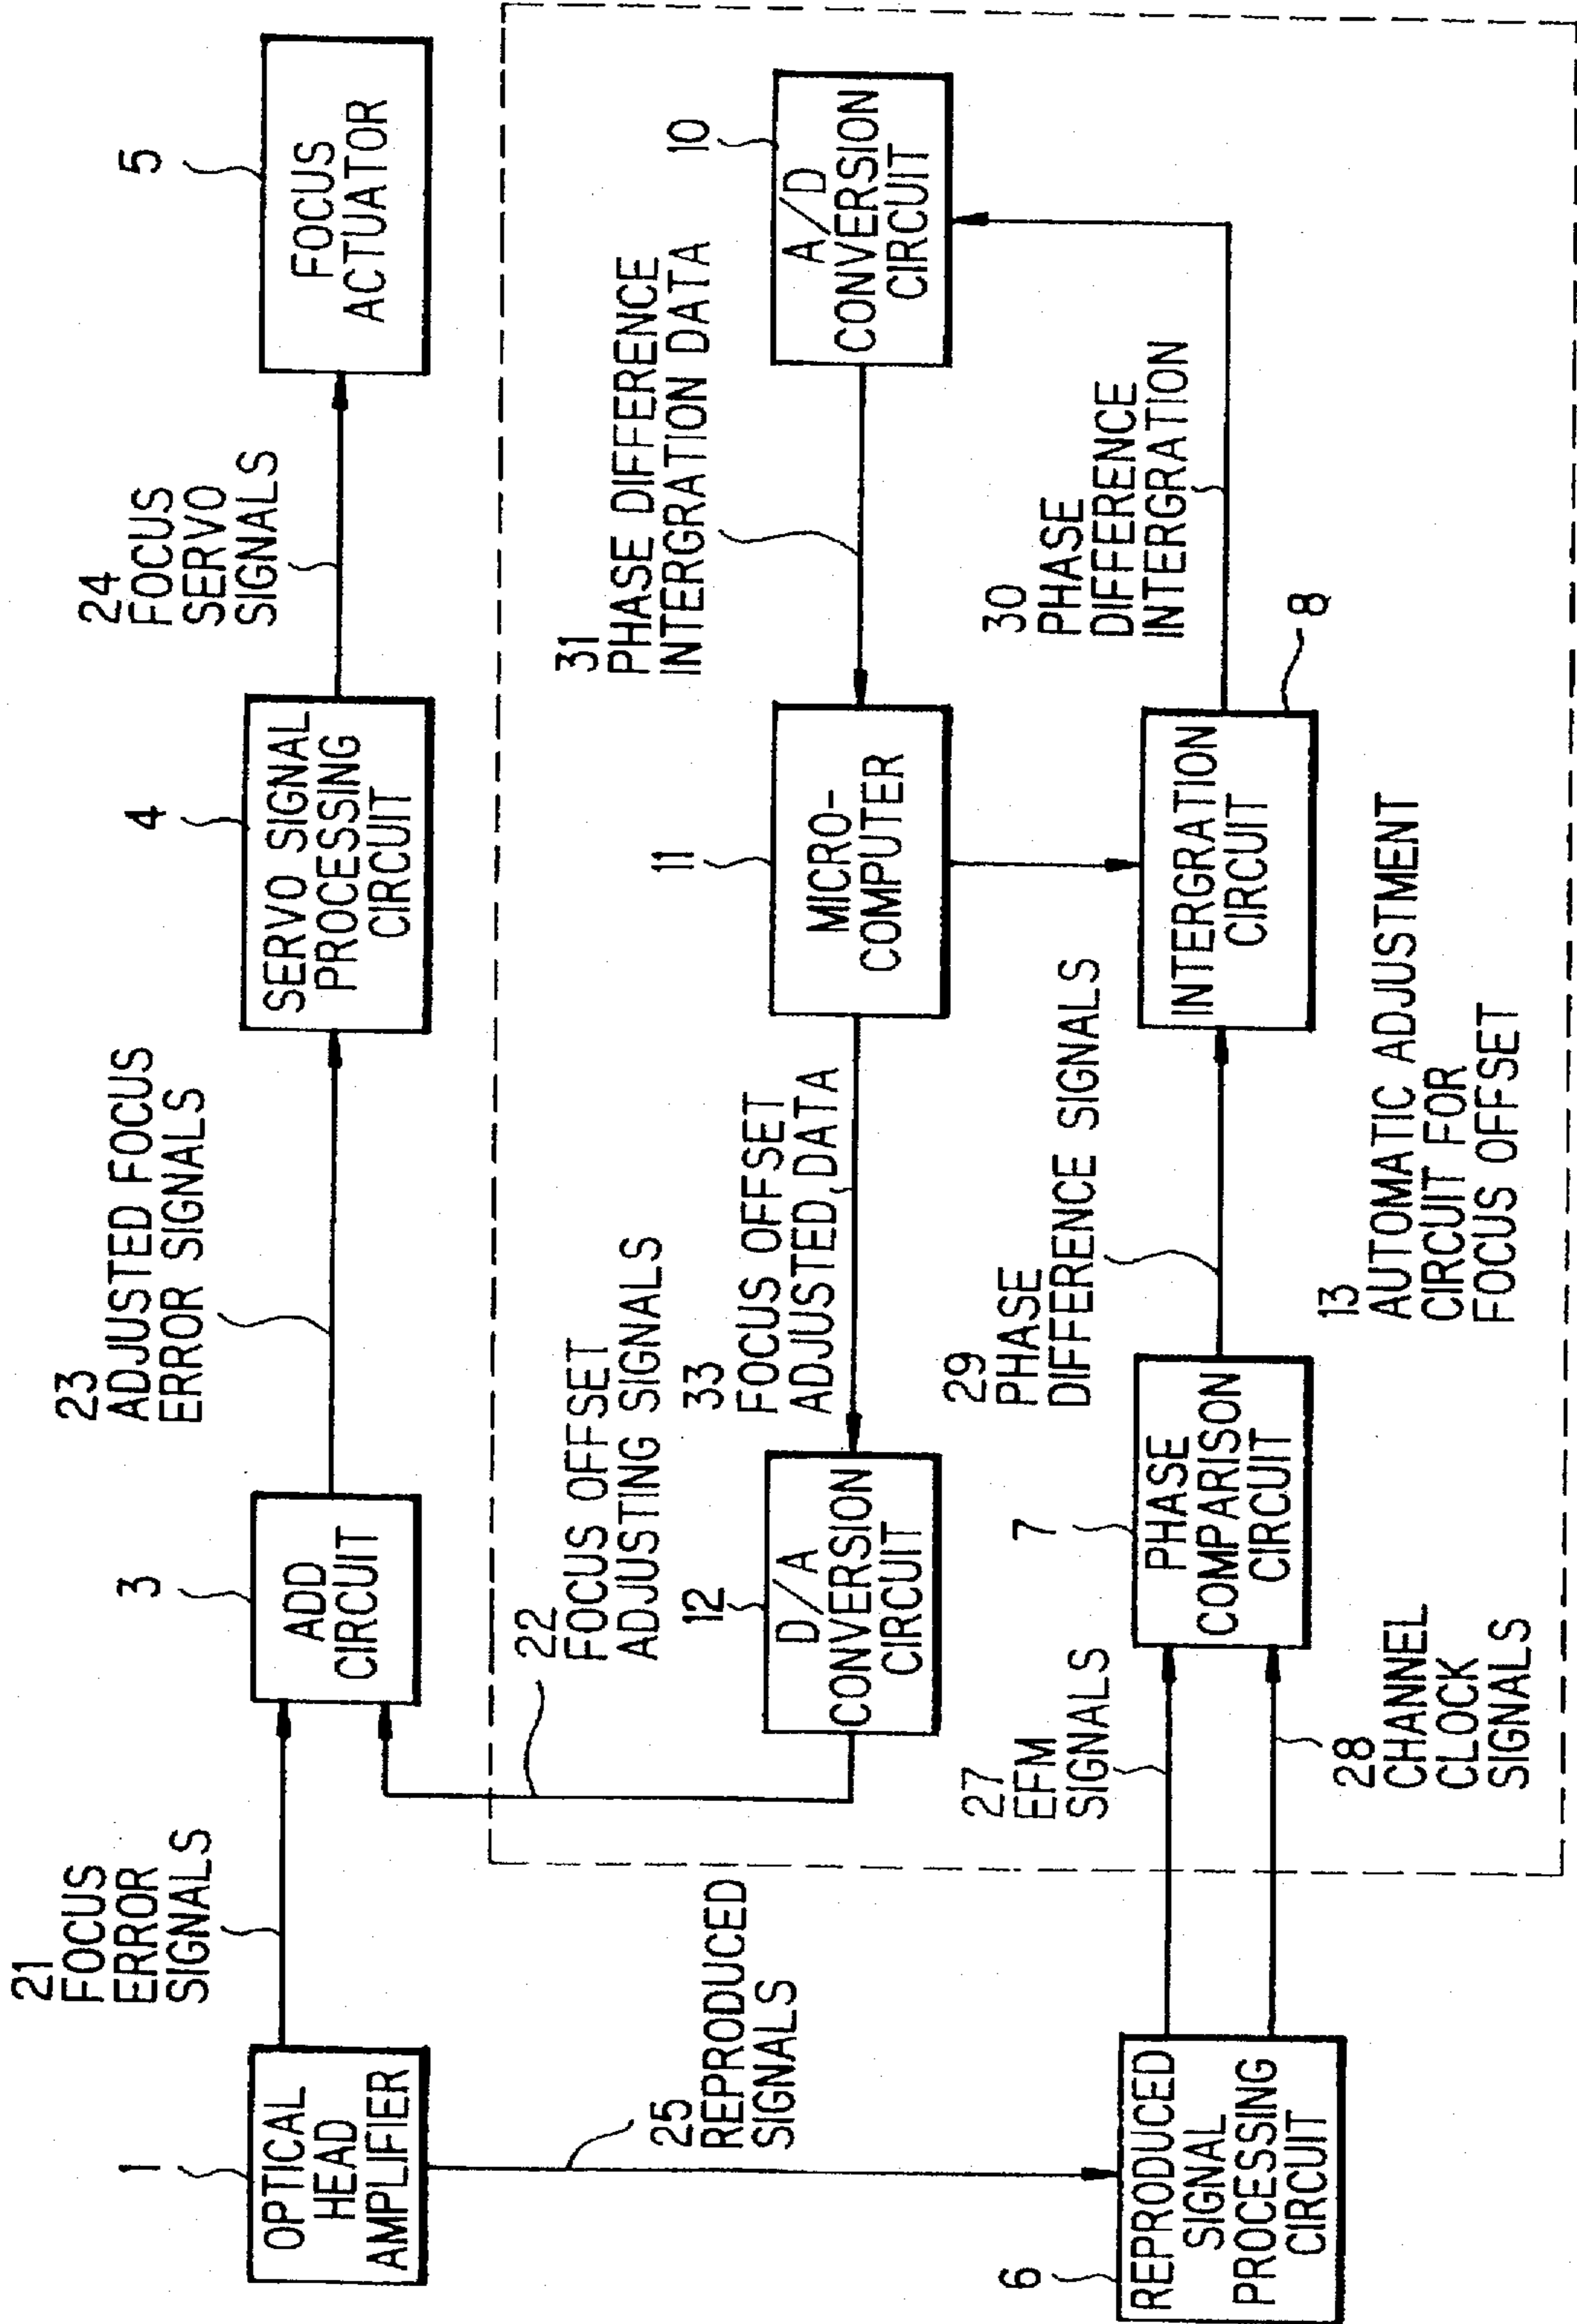 1
OPTICAL
HEAD
AMPLIFIER
21
FOCUS
ERROR
SIGNALS
3
ADD
CIRCUIT
23
ADJUSTED FOCUS
ERROR SIGNALS
4
SERVO SIGNAL
PROCESSING
CIRCUIT
24
FOCUS
SERVO
SIGNALS
5
FOCUS
ACTUATOR
25
REPRODUCED
SIGNALS
22
FOCUS OFFSET
ADJUSTING SIGNALS
12
D/A
CONVERSION
CIRCUIT
33
FOCUS OFFSET
ADJUSTED DATA
11
MICRO-
COMPUTER
31
PHASE DIFFERENCE
INTERGRATION DATA
10
A/D
CONVERSION
CIRCUIT
6
REPRODUCED
SIGNAL
PROCESSING
CIRCUIT
27
EFM
SIGNALS
28
CHANNEL
CLOCK
SIGNALS
7
PHASE
COMPARISON
CIRCUIT
29
PHASE
DIFFERENCE SIGNALS
INTERGRATION
CIRCUIT
8
30
PHASE
DIFFERENCE
INTERGRATION
13
AUTOMATIC ADJUSTMENT
CIRCUIT FOR
FOCUS OFFSET